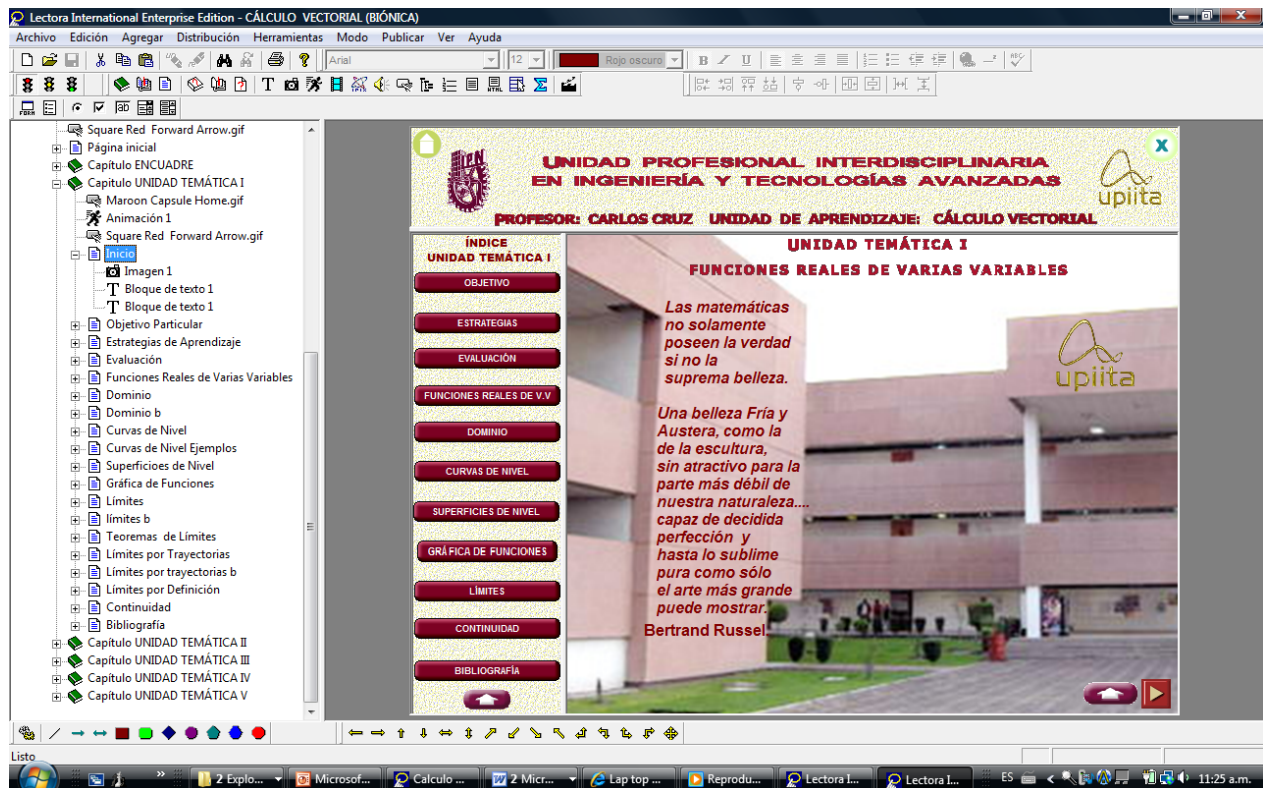 Lectora International Enterprise Edition - CÁLCULO VECTORIAL (BIÓNICA)
Archivo Edición Agregar Distribución Herramientas Modo Publicar Ver Ayuda
Arial 12 Rojo oscuro B Z U
Square Red Forward Arrow.gif
Página inicial
Capítulo ENCUADRE
Capitulo UNIDAD TEMÁTICA I
Maroon Capsule Home.gif
Animación 1
Square Red Forward Arrow.gif
Inicio
Imagen 1
Bloque de texto 1
Bloque de texto 1
Objetivo Particular
Estrategias de Aprendizaje
Evaluación
Funciones Reales de Varias Variables
Dominio
Dominio b
Curvas de Nivel
Curvas de Nivel Ejemplos
Superficioes de Nivel
Gráfica de Funciones
Límites
límites b
Teoremas de Límites
Límites por Trayectorias
Límites por trayectorias b
Límites por Definición
Continuidad
Bibliografía
Capítulo UNIDAD TEMÁTICA II
Capítulo UNIDAD TEMÁTICA III
Capítulo UNIDAD TEMÁTICA IV
Capítulo UNIDAD TEMÁTICA V
IPN
UNIDAD PROFESIONAL INTERDISCIPLINARIA
EN INGENIERÍA Y TECNOLOGÍAS AVANZADAS
upiita
PROFESOR: CARLOS CRUZ UNIDAD DE APRENDIZAJE: CÁLCULO VECTORIAL
ÍNDICE
UNIDAD TEMÁTICA I
OBJETIVO
ESTRATEGIAS
EVALUACIÓN
FUNCIONES REALES DE V.V
DOMINIO
CURVAS DE NIVEL
SUPERFICIES DE NIVEL
GRÁFICA DE FUNCIONES
LÍMITES
CONTINUIDAD
BIBLIOGRAFÍA
UNIDAD TEMÁTICA I
FUNCIONES REALES DE VARIAS VARIABLES
Las matemáticas
no solamente
poseen la verdad
si no la
suprema belleza.
Una belleza Fría y
Austera, como la
de la escultura,
sin atractivo para la
parte más débil de
nuestra naturaleza....
capaz de decidida
perfección y
hasta lo sublime
pura como sólo
el arte más grande
puede mostrar.
Bertrand Russel.
upiita
Listo
2 Explo... Microsof... Calculo ... 2 Micr... Lap top ... Reprodu... Lectora I... Lectora I... ES 11:25 a.m.